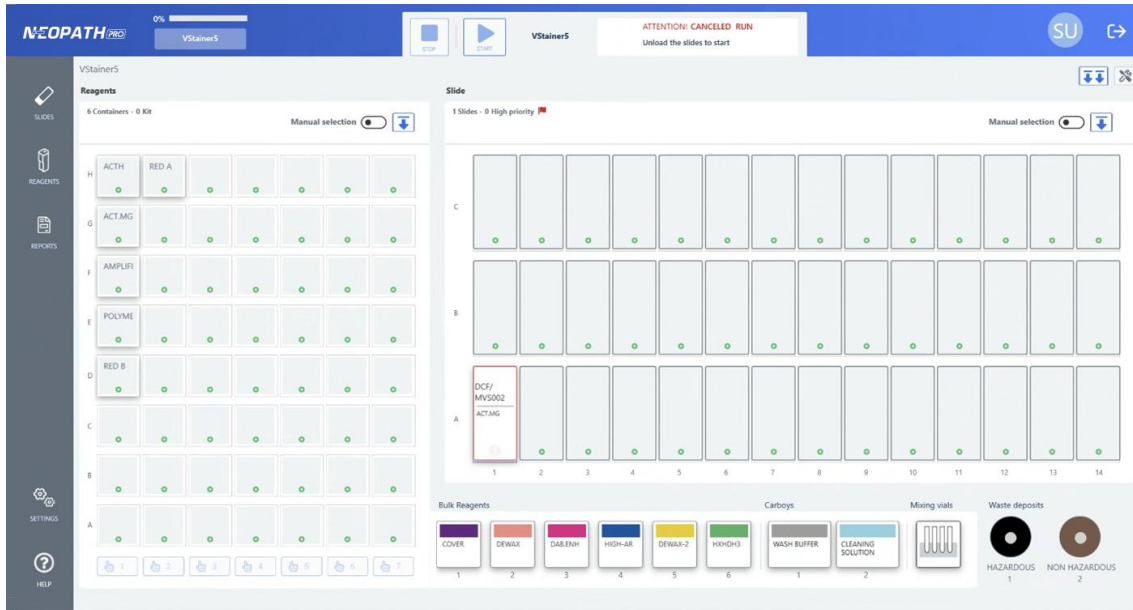 NEOPATH PRO
0%
VStainer5
STOP
START
VStainer5
ATTENTION! CANCELED RUN
Unload the slides to start
SU
SLIDES
REAGENTS
REPORTS
SETTINGS
HELP
VStainer5
Reagents
6 Containers - 0 Kit
Manual selection
H
ACTH
RED A
G
ACT.MG
F
AMPLIFI
E
POLYME
D
RED B
C
B
A
1
2
3
4
5
6
7
Slide
1 Slides - 0 High priority
Manual selection
C
B
A
DCF/
MVS002
ACT.MG
1
2
3
4
5
6
7
8
9
10
11
12
13
14
Bulk Reagents
COVER
DEWAX
DAB.ENH
HIGH-AR
DEWAX-2
HXHDH3
1
2
3
4
5
6
Carboys
WASH BUFFER
CLEANING
SOLUTION
1
2
Mixing vials
Waste deposits
HAZARDOUS
1
NON HAZARDOUS
2